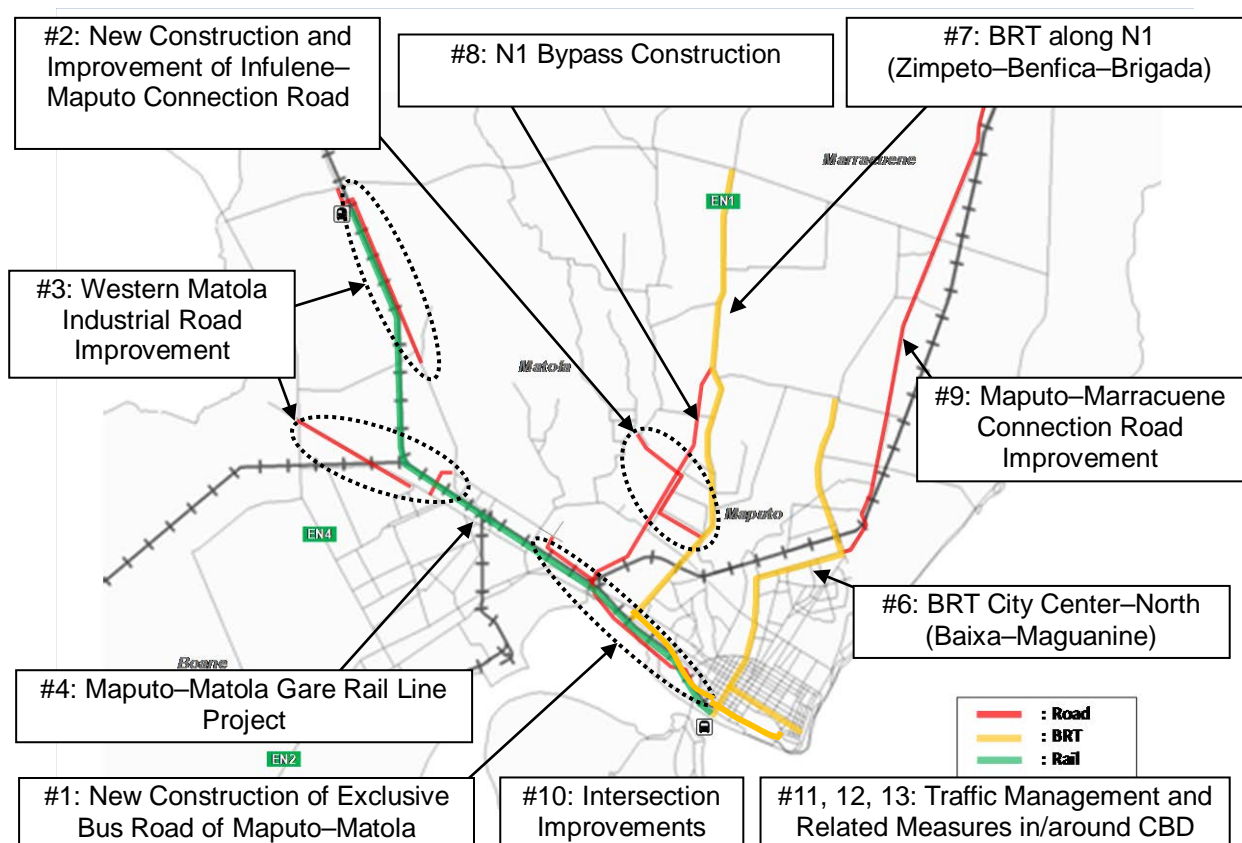 #2: New Construction and
Improvement of Infulene–
Maputo Connection Road
#8: N1 Bypass Construction
#7: BRT along N1
(Zimpeto–Benfica–Brigada)
Marracuene
EN1
#3: Western Matola
Industrial Road
Improvement
Matola
#9: Maputo–Marracuene
Connection Road
Improvement
Maputo
EN4
#6: BRT City Center–North
(Baixa–Maguanine)
Boane
#4: Maputo–Matola Gare Rail Line
Project
: Road
: BRT
: Rail
EN2
#1: New Construction of Exclusive
Bus Road of Maputo–Matola
#10: Intersection
Improvements
#11, 12, 13: Traffic Management and
Related Measures in/around CBD